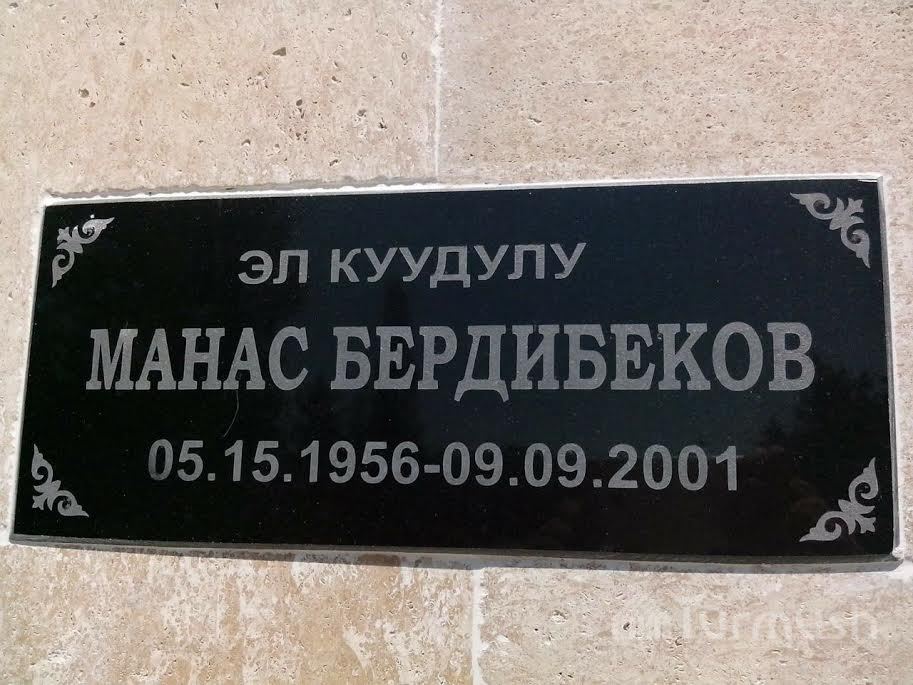 ЭЛ КУУДУЛУ
МАНАС БЕРДИБЕКОВ
05.15.1956-09.09.2001
Turmush